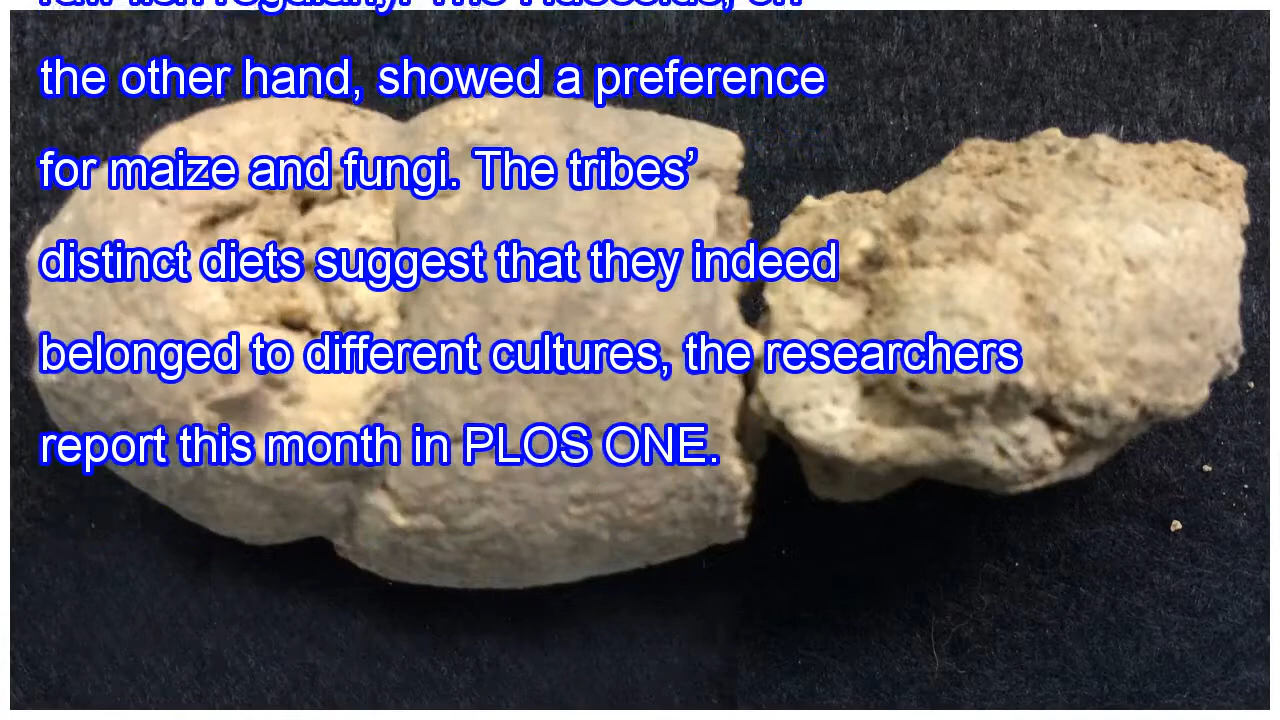 the other hand, showed a preference
for maize and fungi. The tribes’
distinct diets suggest that they indeed
belonged to different cultures, the researchers
report this month in PLOS ONE.